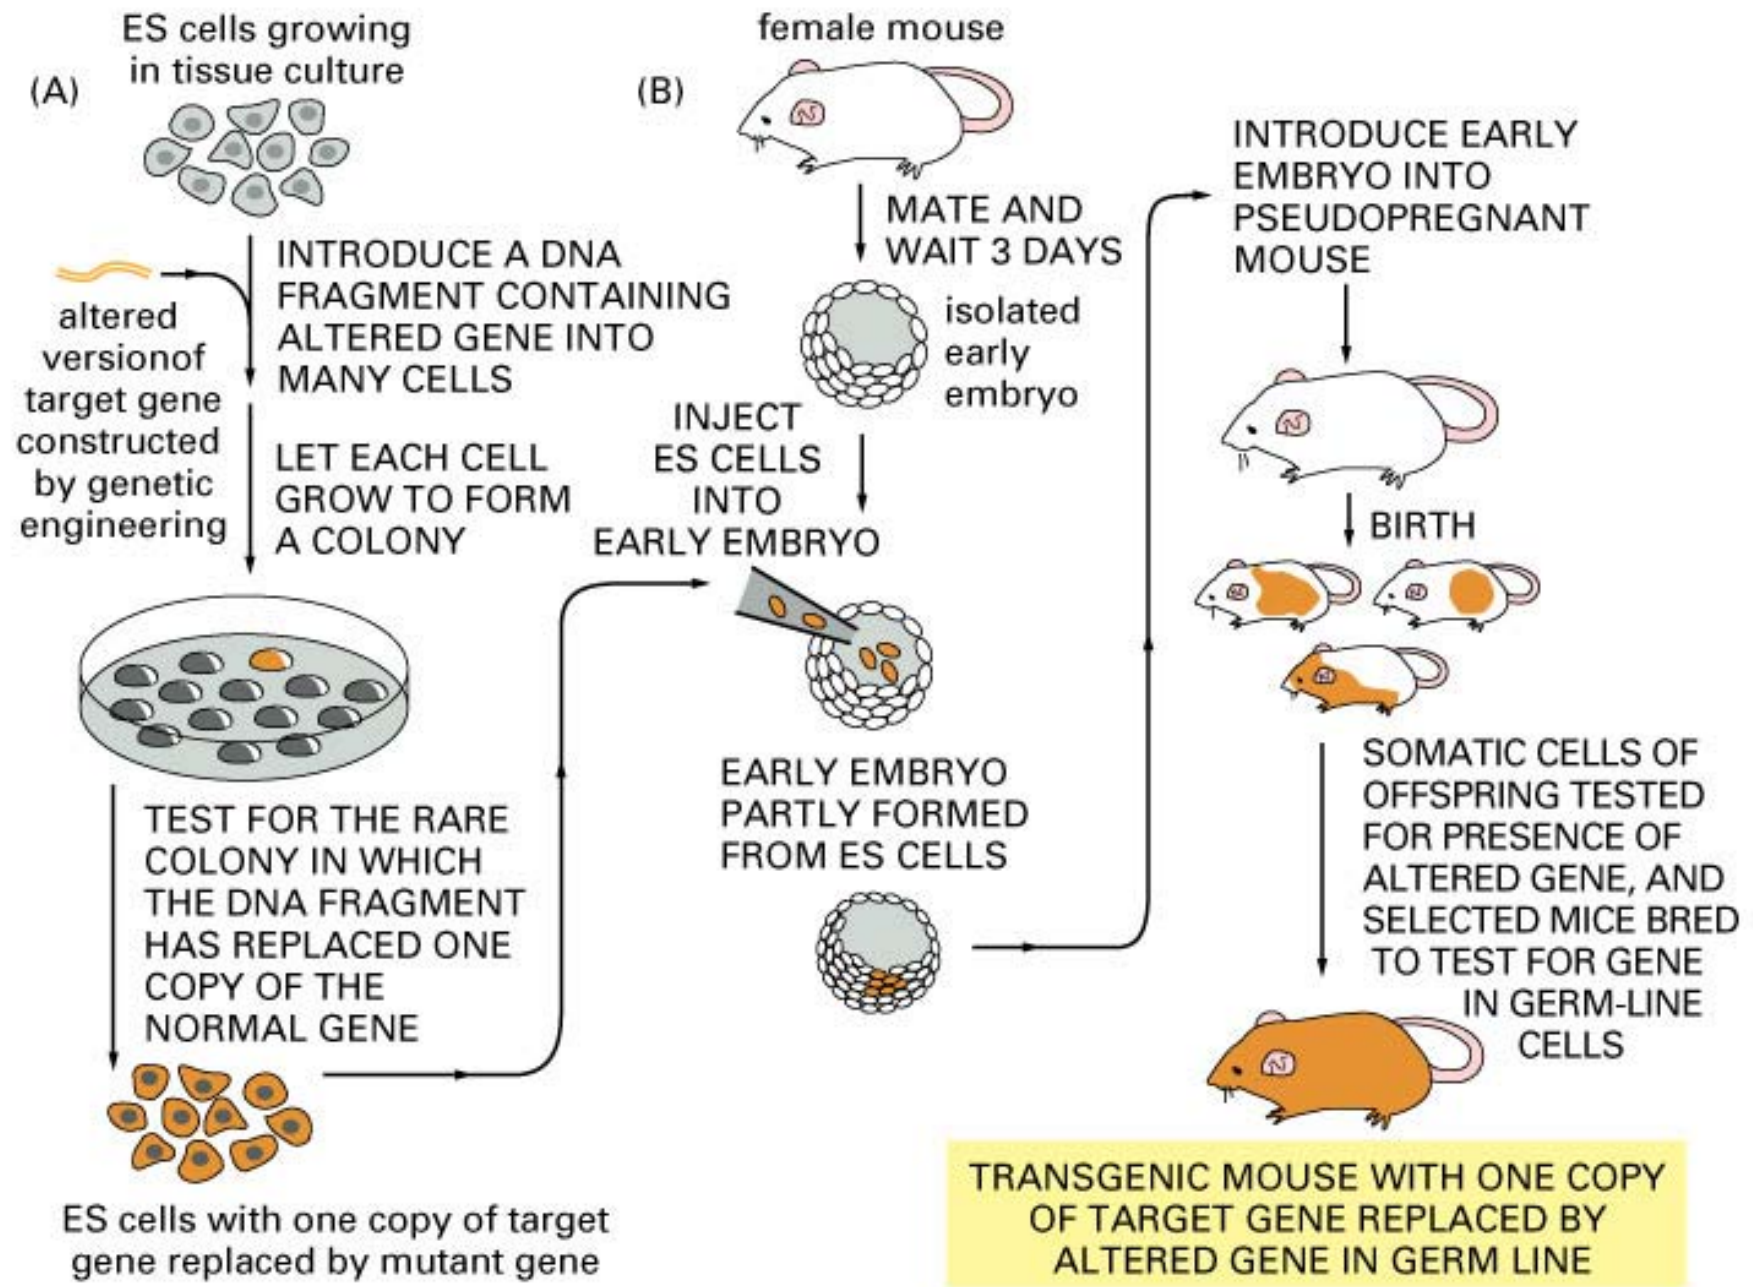 ES cells growing
in tissue culture
(A)
INTRODUCE A DNA
FRAGMENT CONTAINING
ALTERED GENE INTO
MANY CELLS
altered
versionof
target gene
constructed
by genetic
engineering
LET EACH CELL
GROW TO FORM
A COLONY
TEST FOR THE RARE
COLONY IN WHICH
THE DNA FRAGMENT
HAS REPLACED ONE
COPY OF THE
NORMAL GENE
ES cells with one copy of target
gene replaced by mutant gene
female mouse
(B)
MATE AND
WAIT 3 DAYS
isolated
early
embryo
INJECT
ES CELLS
INTO
EARLY EMBRYO
EARLY EMBRYO
PARTLY FORMED
FROM ES CELLS
INTRODUCE EARLY
EMBRYO INTO
PSEUDOPREGNANT
MOUSE
BIRTH
SOMATIC CELLS OF
OFFSPRING TESTED
FOR PRESENCE OF
ALTERED GENE, AND
SELECTED MICE BRED
TO TEST FOR GENE
IN GERM-LINE
CELLS
TRANSGENIC MOUSE WITH ONE COPY
OF TARGET GENE REPLACED BY
ALTERED GENE IN GERM LINE